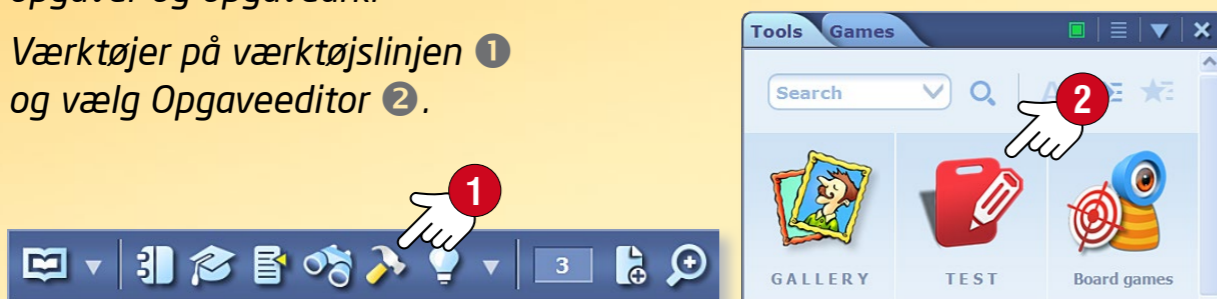 Værktøjer på værktøjslinjen ❶
og vælg Opgaveeditor ❷.
1
3
Tools Games
Search
2
GALLERY TEST Board games